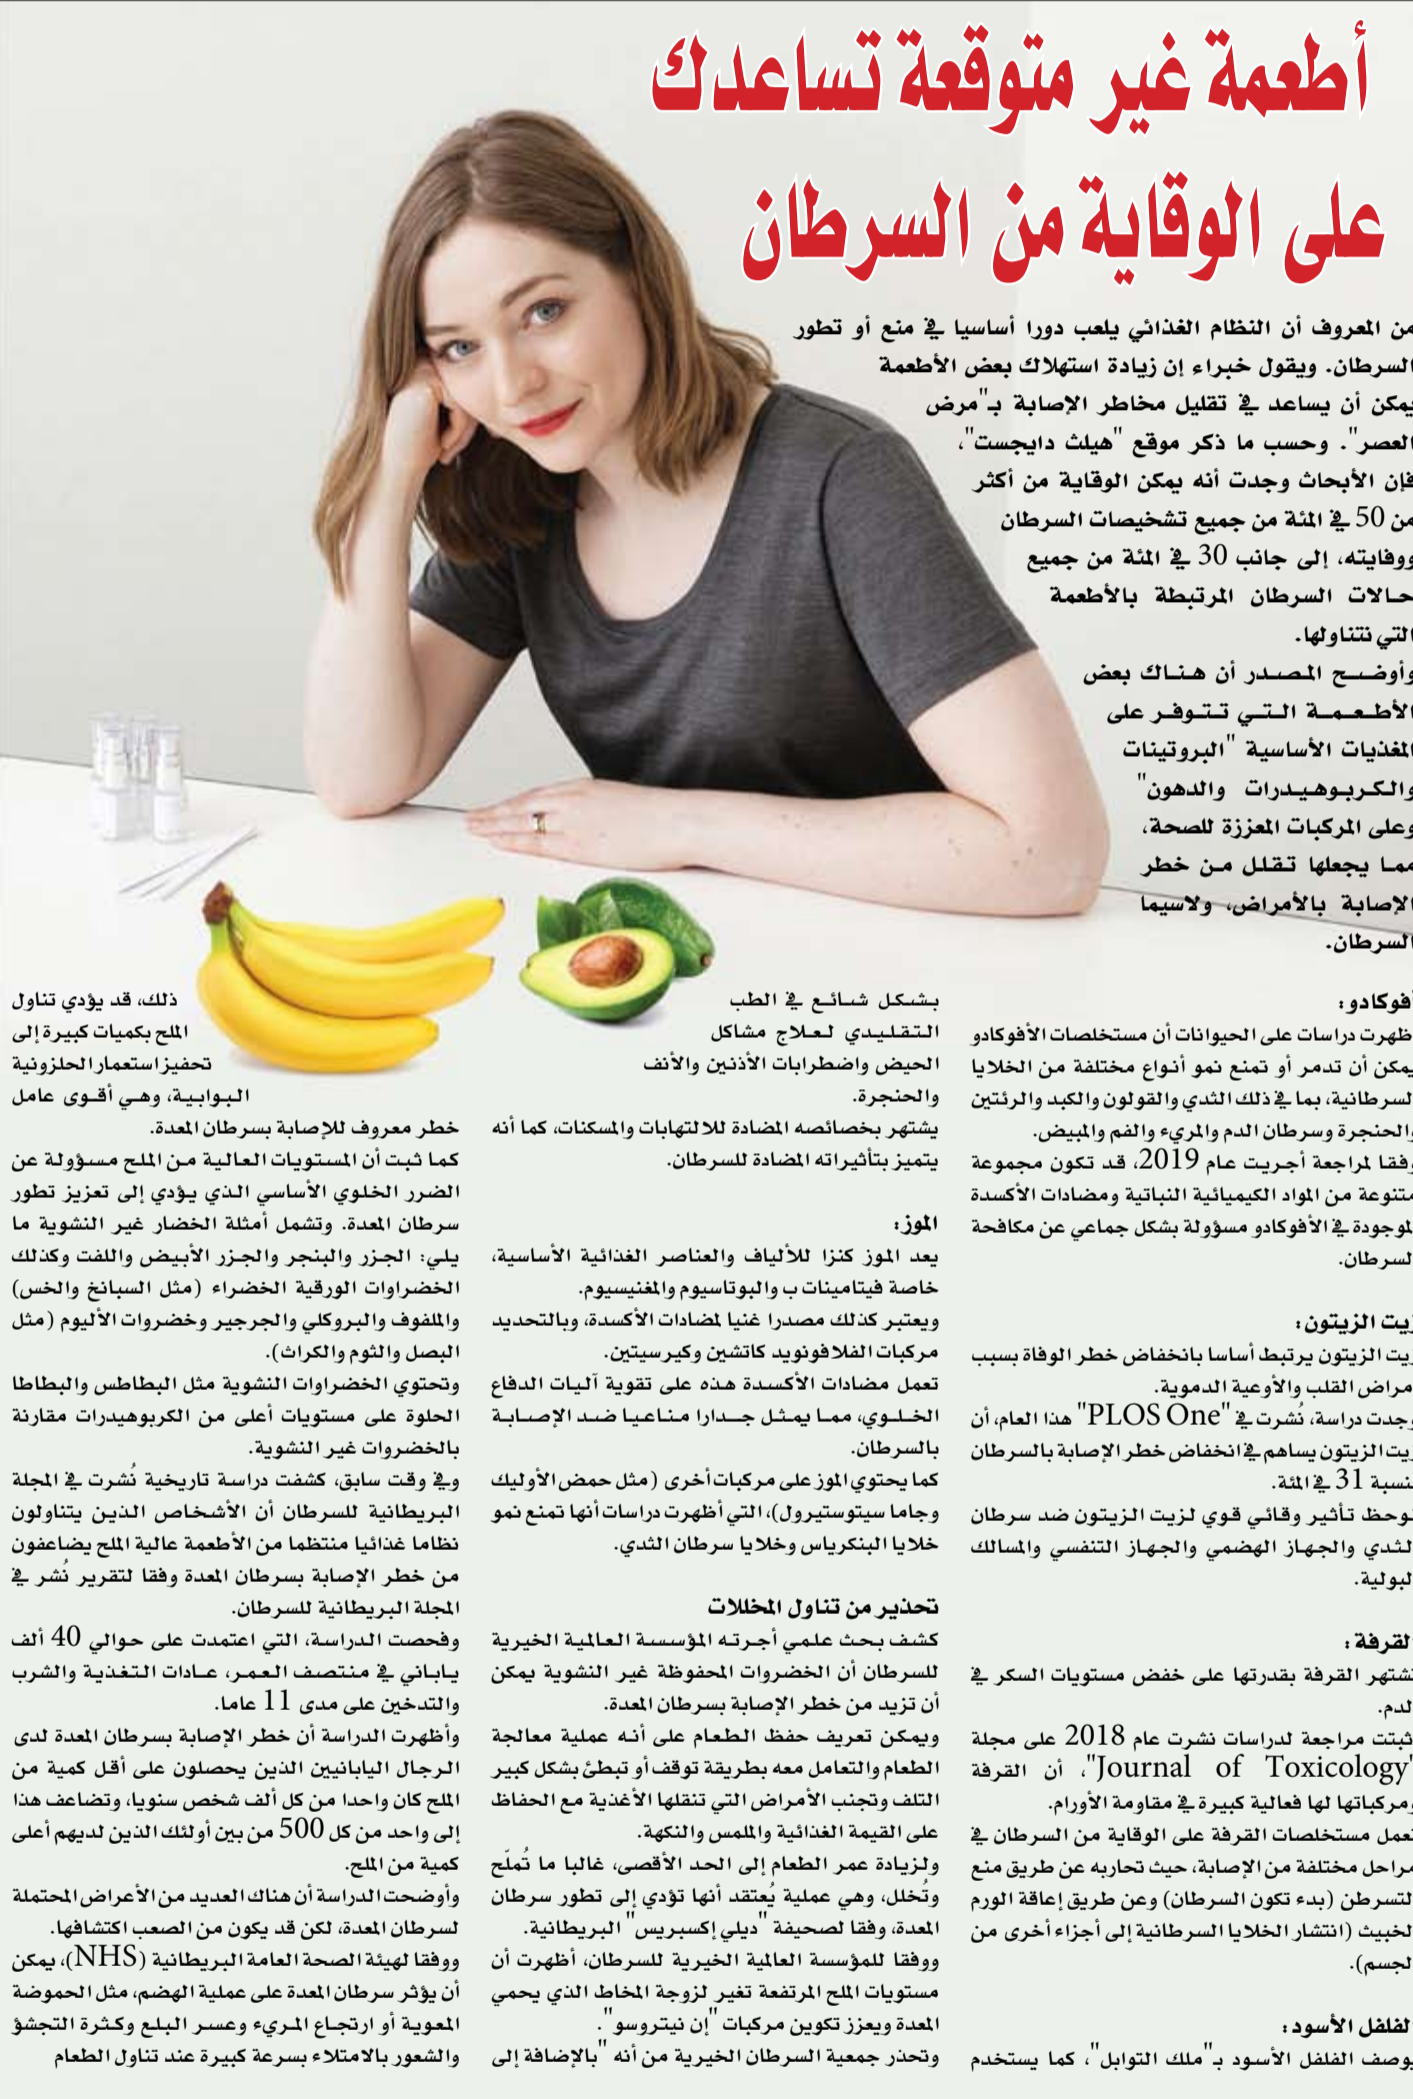 أطعمة غير متوقعة تساعدك
على الوقاية من السرطان
من المعروف أن النظام الغذائي يلعب دورا أساسيا في منع أو تطور
السرطان. ويقول خبراء إن زيادة استهلاك بعض الأطعمة
يمكن أن يساعد في تقليل مخاطر الإصابة بـ"مرض
العصر". وحسب ما ذكر موقع "هيلث دايجست"،
فإن الأبحاث وجدت أنه يمكن الوقاية من أكثر
من 50 في المئة من جميع تشخيصات السرطان
ووفايته، إلى جانب 30 في المئة من جميع
حالات السرطان المرتبطة بالأطعمة
التي نتناولها.
وأوضح المصدر أن هناك بعض
الأطعمة التي تتوفر على
المغذيات الأساسية "البروتينات
والكربوهيدرات والدهون"
وعلى المركبات المعززة للصحة،
مما يجعلها تقلل من خطر
الإصابة بالأمراض، ولاسيما
السرطان.
أفوكادو:
أظهرت دراسات على الحيوانات أن مستخلصات الأفوكادو
يمكن أن تدمر أو تمنع نمو أنواع مختلفة من الخلايا
السرطانية، بما في ذلك الثدي والقولون والكبد والرئتين
والحنجرة وسرطان الدم والمريء والفم والمبيض.
وفقا لمراجعة أجريت عام 2019، قد تكون مجموعة
متنوعة من المواد الكيميائية النباتية ومضادات الأكسدة
الموجودة في الأفوكادو مسؤولة بشكل جماعي عن مكافحة
السرطان.
زيت الزيتون:
زيت الزيتون يرتبط أساسا بانخفاض خطر الوفاة بسبب
أمراض القلب والأوعية الدموية.
وجدت دراسة، نُشرت في "PLOS One" هذا العام، أن
زيت الزيتون يساهم في انخفاض خطر الإصابة بالسرطان
بنسبة 31 في المئة.
لوحظ تأثير وقائي قوي لزيت الزيتون ضد سرطان
الثدي والجهاز الهضمي والجهاز التنفسي والمسالك
البولية.
القرفة:
تشتهر القرفة بقدرتها على خفض مستويات السكر في
الدم.
أثبتت مراجعة لدراسات نشرت عام 2018 على مجلة
"Journal of Toxicology"، أن القرفة
ومركباتها لها فعالية كبيرة في مقاومة الأورام.
تعمل مستخلصات القرفة على الوقاية من السرطان في
مراحل مختلفة من الإصابة، حيث تحاربه عن طريق منع
التسرطن (بدء تكون السرطان) وعن طريق إعاقة الورم
الخبيث (انتشار الخلايا السرطانية إلى أجزاء أخرى من
الجسم).
الفلفل الأسود:
يوصف الفلفل الأسود بـ"ملك التوابل"، كما يستخدم
بشكل شائع في الطب
التقليدي لعلاج مشاكل
الحيض واضطرابات الأذنين والأنف
والحنجرة.
يشتهر بخصائصه المضادة للالتهابات والمسكنات، كما أنه
يتميز بتأثيراته المضادة للسرطان.
الموز:
يعد الموز كنزا للألياف والعناصر الغذائية الأساسية،
خاصة فيتامينات ب والبوتاسيوم والمغنيسيوم.
ويعتبر كذلك مصدرا غنيا لمضادات الأكسدة، وبالتحديد
مركبات الفلافونويد كاتشين وكيرسيتين.
تعمل مضادات الأكسدة هذه على تقوية آليات الدفاع
الخلوي، مما يمثل جدارا مناعيا ضد الإصابة
بالسرطان.
كما يحتوي الموز على مركبات أخرى (مثل حمض الأوليك
وجاما سيتوستيرول)، التي أظهرت دراسات أنها تمنع نمو
خلايا البنكرياس وخلايا سرطان الثدي.
تحذير من تناول المخللات
كشف بحث علمي أجرته المؤسسة العالمية الخيرية
للسرطان أن الخضروات المحفوظة غير النشوية يمكن
أن تزيد من خطر الإصابة بسرطان المعدة.
ويمكن تعريف حفظ الطعام على أنه عملية معالجة
الطعام والتعامل معه بطريقة توقف أو تبطئ بشكل كبير
التلف وتجنب الأمراض التي تنقلها الأغذية مع الحفاظ
على القيمة الغذائية والملمس والنكهة.
ولزيادة عمر الطعام إلى الحد الأقصى، غالبا ما تُملّح
وتُخلل، وهي عملية يُعتقد أنها تؤدي إلى تطور سرطان
المعدة، وفقا لصحيفة "ديلي إكسبريس" البريطانية.
ووفقا للمؤسسة العالمية الخيرية للسرطان، أظهرت أن
مستويات الملح المرتفعة تغير لزوجة المخاط الذي يحمي
المعدة ويعزز تكوين مركبات "إن نيتروسو".
وتحذر جمعية السرطان الخيرية من أنه "بالإضافة إلى
ذلك، قد يؤدي تناول
الملح بكميات كبيرة إلى
تحفيز استعمار الحلزونية
البوابية، وهي أقوى عامل
خطر معروف للإصابة بسرطان المعدة.
كما ثبت أن المستويات العالية من الملح مسؤولة عن
الضرر الخلوي الأساسي الذي يؤدي إلى تعزيز تطور
سرطان المعدة. وتشمل أمثلة الخضار غير النشوية ما
يلي: الجزر والبنجر والجزر الأبيض واللفت وكذلك
الخضراوات الورقية الخضراء (مثل السبانخ والخس)
والملفوف والبروكلي والجرجير وخضروات الأليوم (مثل
البصل والثوم والكراث).
وتحتوي الخضراوات النشوية مثل البطاطس والبطاطا
الحلوة على مستويات أعلى من الكربوهيدرات مقارنة
بالخضروات غير النشوية.
وفي وقت سابق، كشفت دراسة تاريخية نُشرت في المجلة
البريطانية للسرطان أن الأشخاص الذين يتناولون
نظاما غذائيا منتظما من الأطعمة عالية الملح يضاعفون
من خطر الإصابة بسرطان المعدة وفقا لتقرير نُشر في
المجلة البريطانية للسرطان.
وفحصت الدراسة، التي اعتمدت على حوالي 40 ألف
ياباني في منتصف العمر، عادات التغذية والشرب
والتدخين على مدى 11 عاما.
وأظهرت الدراسة أن خطر الإصابة بسرطان المعدة لدى
الرجال اليابانيين الذين يحصلون على أقل كمية من
الملح كان واحدا من كل ألف شخص سنويا، وتضاعف هذا
إلى واحد من كل 500 من بين أولئك الذين لديهم أعلى
كمية من الملح.
وأوضحت الدراسة أن هناك العديد من الأعراض المحتملة
لسرطان المعدة، لكن قد يكون من الصعب اكتشافها.
ووفقا لهيئة الصحة العامة البريطانية (NHS)، يمكن
أن يؤثر سرطان المعدة على عملية الهضم، مثل الحموضة
المعوية أو ارتجاع المريء وعسر البلع وكثرة التجشؤ
والشعور بالامتلاء بسرعة كبيرة عند تناول الطعام